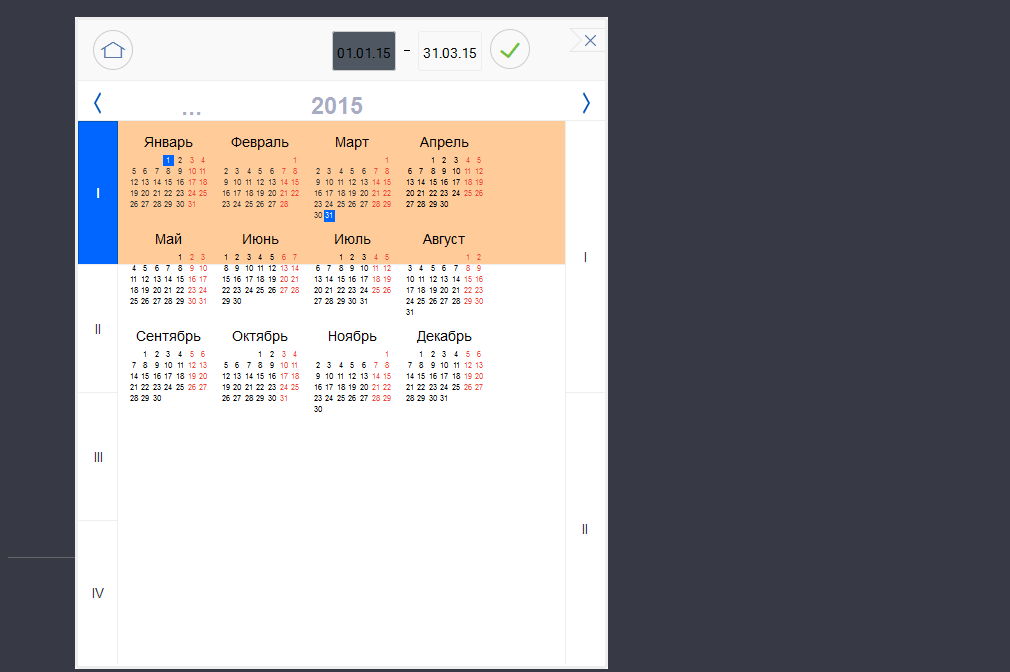 01.01.15 – 31.03.15
... 2015
Январь Февраль Март Апрель
1 2 3 4 1 1 1 2 3 4 5
5 6 7 8 9 10 11 2 3 4 5 6 7 8 2 3 4 5 6 7 8 6 7 8 9 10 11 12
12 13 14 15 16 17 18 9 10 11 12 13 14 15 9 10 11 12 13 14 15 13 14 15 16 17 18 19
I 19 20 21 22 23 24 25 16 17 18 19 20 21 22 16 17 18 19 20 21 22 20 21 22 23 24 25 26
26 27 28 29 30 31 23 24 25 26 27 28 23 24 25 26 27 28 29 27 28 29 30
30 31
Май Июнь Июль Август
1 2 3 1 2 3 4 5 6 7 1 2 3 4 5 1 2 I
4 5 6 7 8 9 10 8 9 10 11 12 13 14 6 7 8 9 10 11 12 3 4 5 6 7 8 9
11 12 13 14 15 16 17 15 16 17 18 19 20 21 13 14 15 16 17 18 19 10 11 12 13 14 15 16
18 19 20 21 22 23 24 22 23 24 25 26 27 28 20 21 22 23 24 25 26 17 18 19 20 21 22 23
25 26 27 28 29 30 31 29 30 27 28 29 30 31 24 25 26 27 28 29 30
31
II
Сентябрь Октябрь Ноябрь Декабрь
1 2 3 4 5 6 1 2 3 4 1 1 2 3 4 5 6
7 8 9 10 11 12 13 5 6 7 8 9 10 11 2 3 4 5 6 7 8 7 8 9 10 11 12 13
14 15 16 17 18 19 20 12 13 14 15 16 17 18 9 10 11 12 13 14 15 14 15 16 17 18 19 20
21 22 23 24 25 26 27 19 20 21 22 23 24 25 16 17 18 19 20 21 22 21 22 23 24 25 26 27
28 29 30 26 27 28 29 30 31 23 24 25 26 27 28 29 28 29 30 31
30
III
II
IV